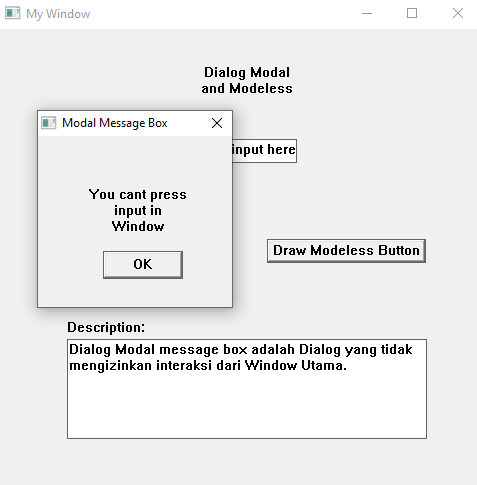 My Window
Dialog Modal
and Modeless
Modal Message Box
input here
You cant press
input in
Window
OK
Draw Modeless Button
Description:
Dialog Modal message box adalah Dialog yang tidak
mengizinkan interaksi dari Window Utama.